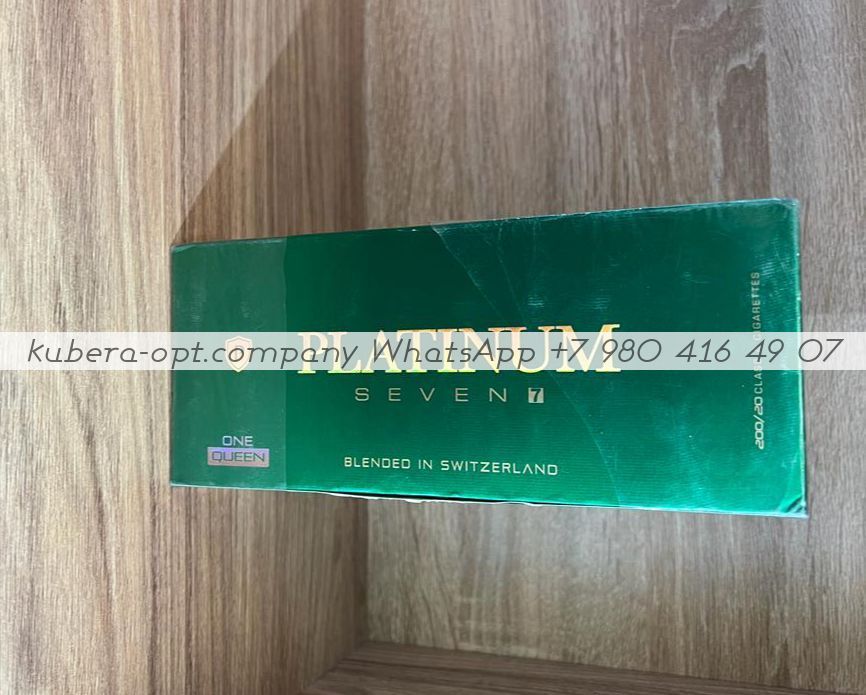 PLATINUM
kubera-opt.company WhatsApp +7 980 416 49 07
SEVEN 7
ONE
QUEEN
BLENDED IN SWITZERLAND
200/20 CLASS CIGARETTES